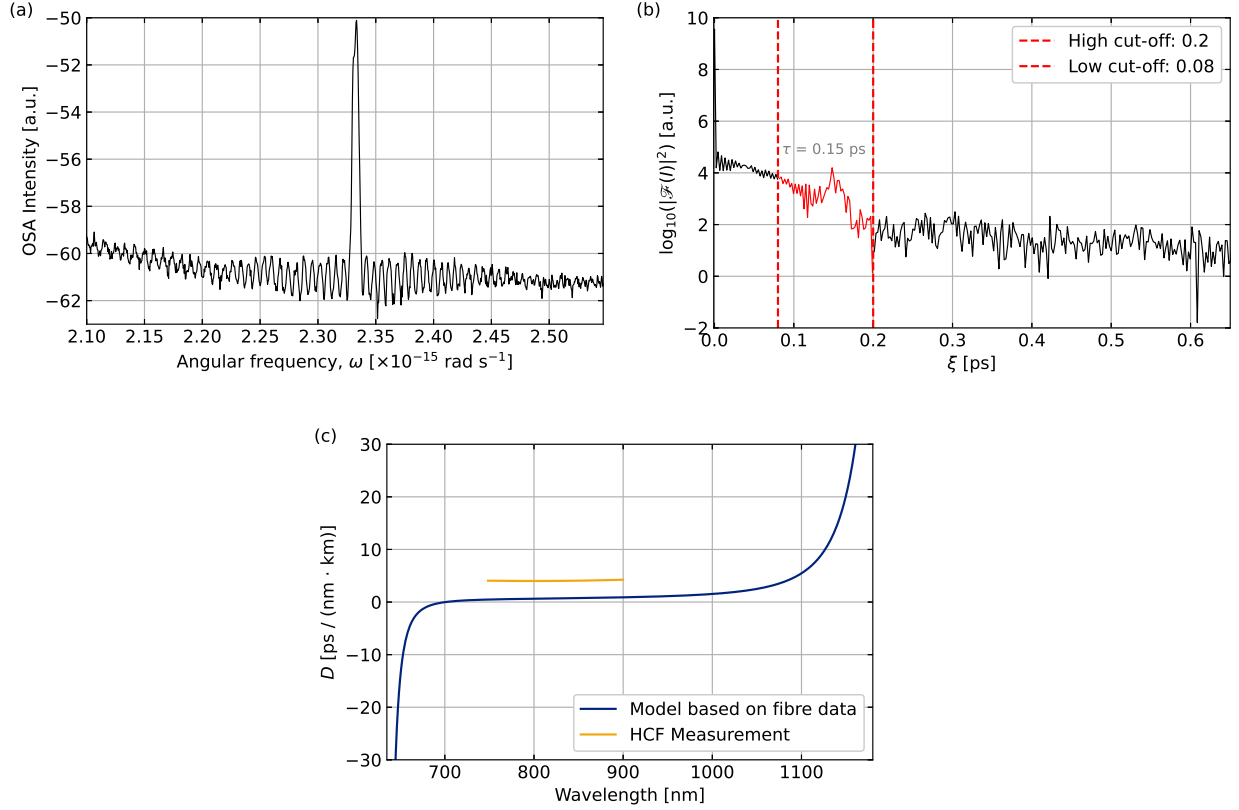 (a)
−50
−52
−54
−56
−58
−60
−62
OSA Intensity [a.u.]
2.10 2.15 2.20 2.25 2.30 2.35 2.40 2.45 2.50
Angular frequency, ω [×10⁻¹⁵ rad s⁻¹]
(b)
10
8
6
4
2
0
−2
log₁₀(|ℱ(I)|²) [a.u.]
High cut-off: 0.2
Low cut-off: 0.08
τ = 0.15 ps
0.0 0.1 0.2 0.3 0.4 0.5 0.6
ξ [ps]
(c)
30
20
10
0
−10
−20
−30
D [ps / (nm · km)]
Model based on fibre data
HCF Measurement
700 800 900 1000 1100
Wavelength [nm]